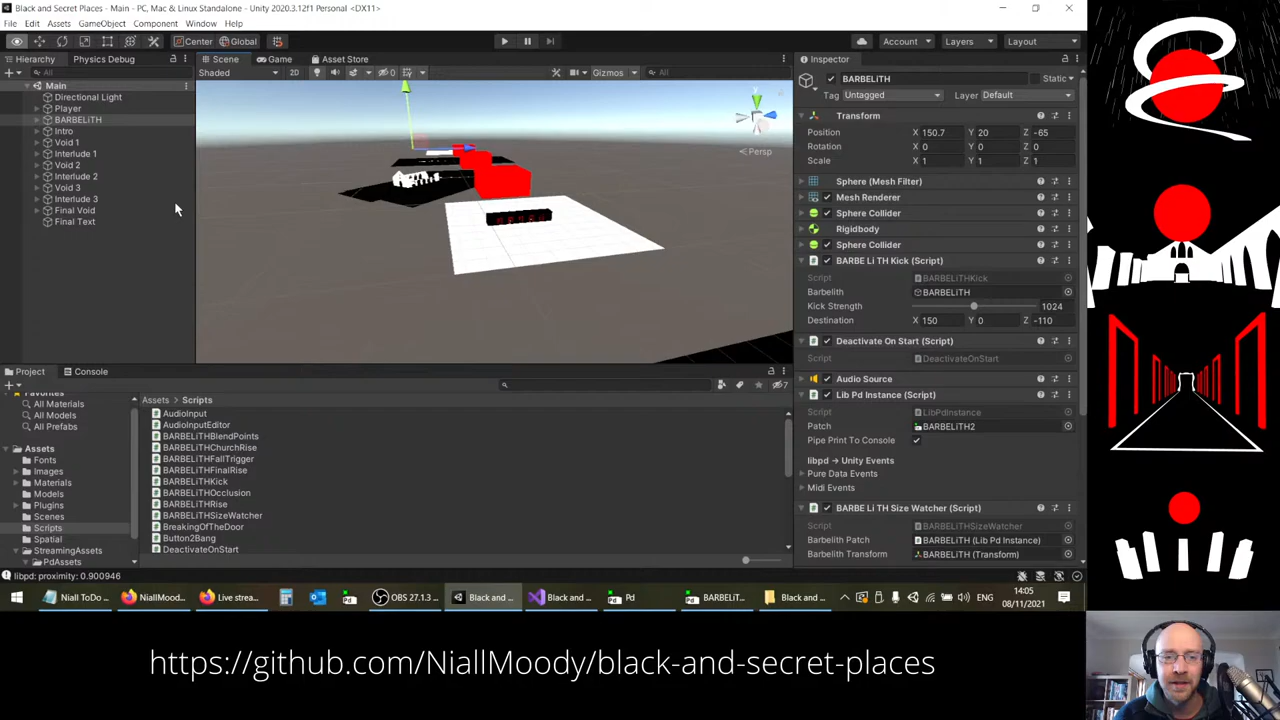 Black and Secret Places - Main - PC, Mac & Linux Standalone - Unity 2020.3.12f1 Personal <DX11>
File Edit Assets GameObject Component Window Help
Center Global
Account Layers Layout
Hierarchy Physics Debug
All
Main
Directional Light
Player
BARBELiTH
Intro
Void 1
Interlude 1
Void 2
Interlude 2
Void 3
Interlude 3
Final Void
Final Text
Scene Game Asset Store
Shaded 2D 0 Gizmos All
Persp
Inspector
BARBELiTH Static
Tag Untagged Layer Default
Transform
Position X 150.7 Y 20 Z -65
Rotation X 0 Y 0 Z 0
Scale X 1 Y 1 Z 1
Sphere (Mesh Filter)
Mesh Renderer
Sphere Collider
Rigidbody
Sphere Collider
BARBE Li TH Kick (Script)
Script BARBELiTHKick
Barbelith BARBELiTH
Kick Strength 1024
Destination X 150 Y 0 Z -110
Deactivate On Start (Script)
Script DeactivateOnStart
Audio Source
Lib Pd Instance (Script)
Script LibPdInstance
Patch BARBELiTH2
Pipe Print To Console
libpd -> Unity Events
Pure Data Events
Midi Events
BARBE Li TH Size Watcher (Script)
Script BARBELiTHSizeWatcher
Barbelith Patch BARBELiTH (Lib Pd Instance)
Barbelith Transform BARBELiTH (Transform)
Project Console
7
Favorites
All Materials
All Models
All Prefabs
Assets
Fonts
Images
Materials
Models
Plugins
Scenes
Scripts
Spatial
StreamingAssets
PdAssets
Assets > Scripts
AudioInput
AudioInputEditor
BARBELiTHBlendPoints
BARBELiTHChurchRise
BARBELiTHFallTrigger
BARBELiTHFinalRise
BARBELiTHKick
BARBELiTHOcclusion
BARBELiTHRise
BARBELiTHSizeWatcher
BreakingOfTheDoor
Button2Bang
DeactivateOnStart
libpd: proximity: 0.900946
Niall ToDo ... NiallMood... Live strea... OBS 27.1.3 ... Black and ... Black and ... Pd BARBELiT... Black and ... ENG 14:05
08/11/2021
https://github.com/NiallMoody/black-and-secret-places